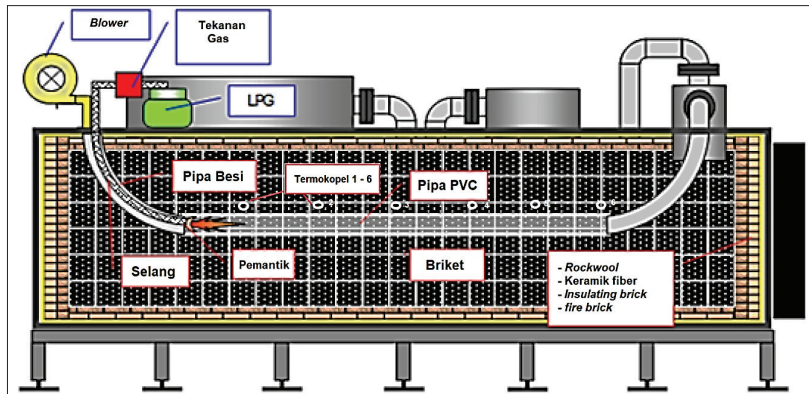 Blower
Tekanan
Gas
LPG
Pipa Besi
Termokopel 1 - 6
Pipa PVC
Selang
Pemantik
Briket
- Rockwool
- Keramik fiber
- Insulating brick
- fire brick